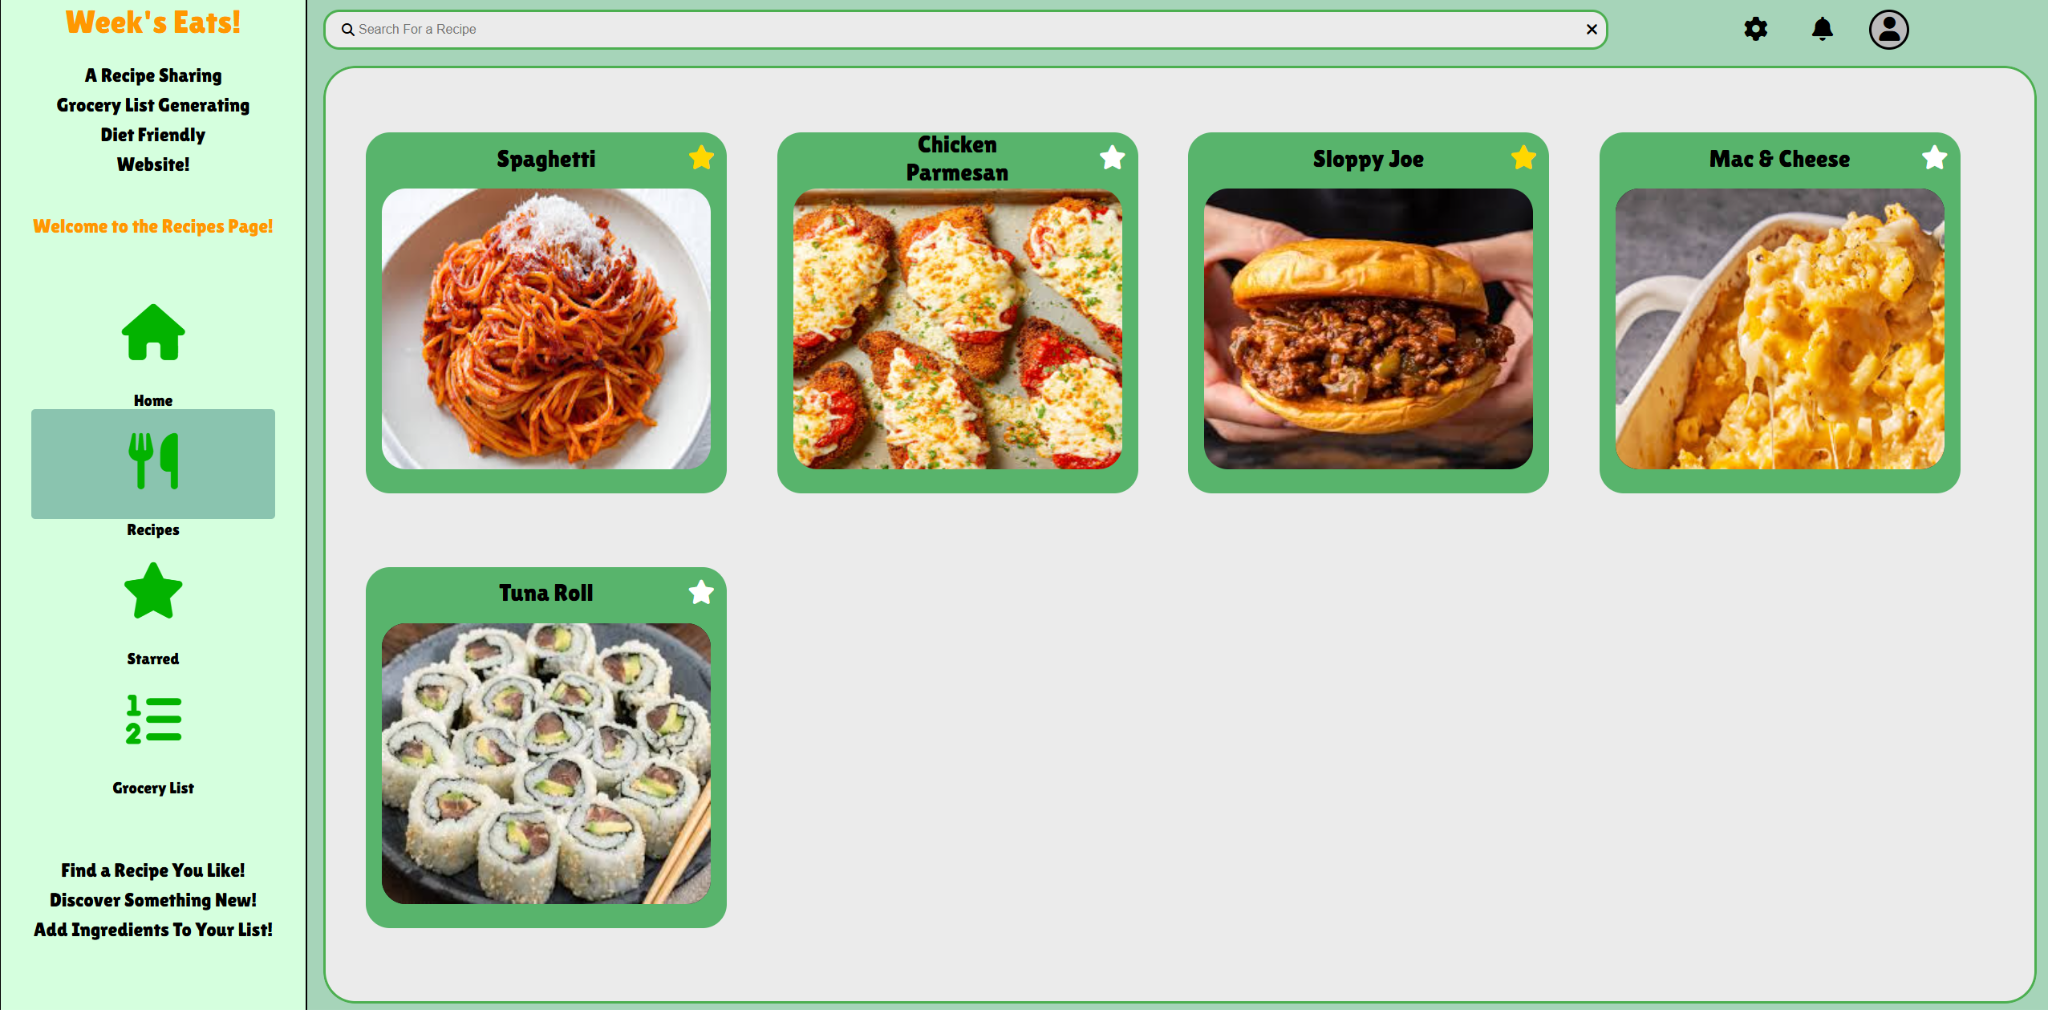 Week's Eats!
A Recipe Sharing
Grocery List Generating
Diet Friendly
Website!
Welcome to the Recipes Page!
Home
Recipes
Starred
1
2
Grocery List
Find a Recipe You Like!
Discover Something New!
Add Ingredients To Your List!
Search For a Recipe
Spaghetti
Chicken
Parmesan
Sloppy Joe
Mac & Cheese
Tuna Roll